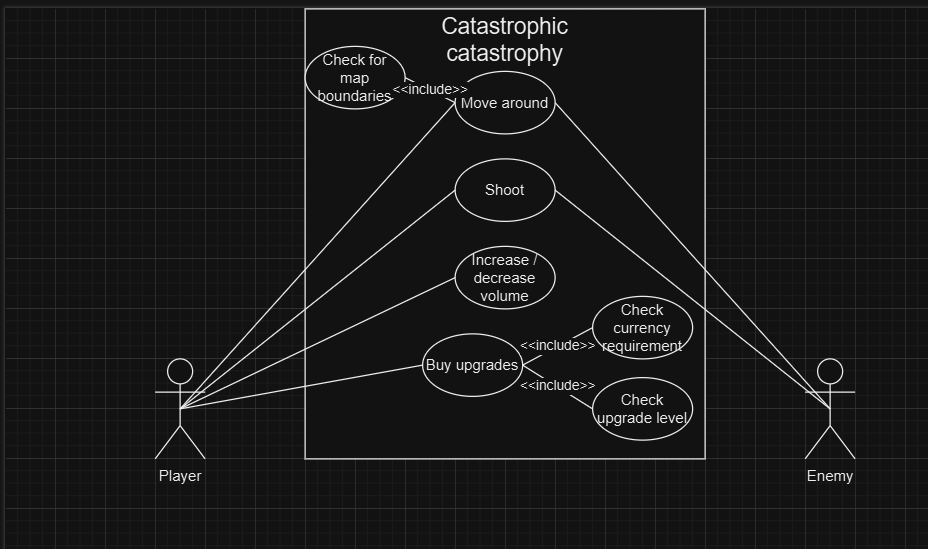 Catastrophic
catastrophy
Check for
map
boundaries
<<include>>
Move around
Shoot
Increase /
decrease
volume
Check
currency
requirement
<<include>>
Buy upgrades
<<include>>
Check
upgrade level
Player
Enemy